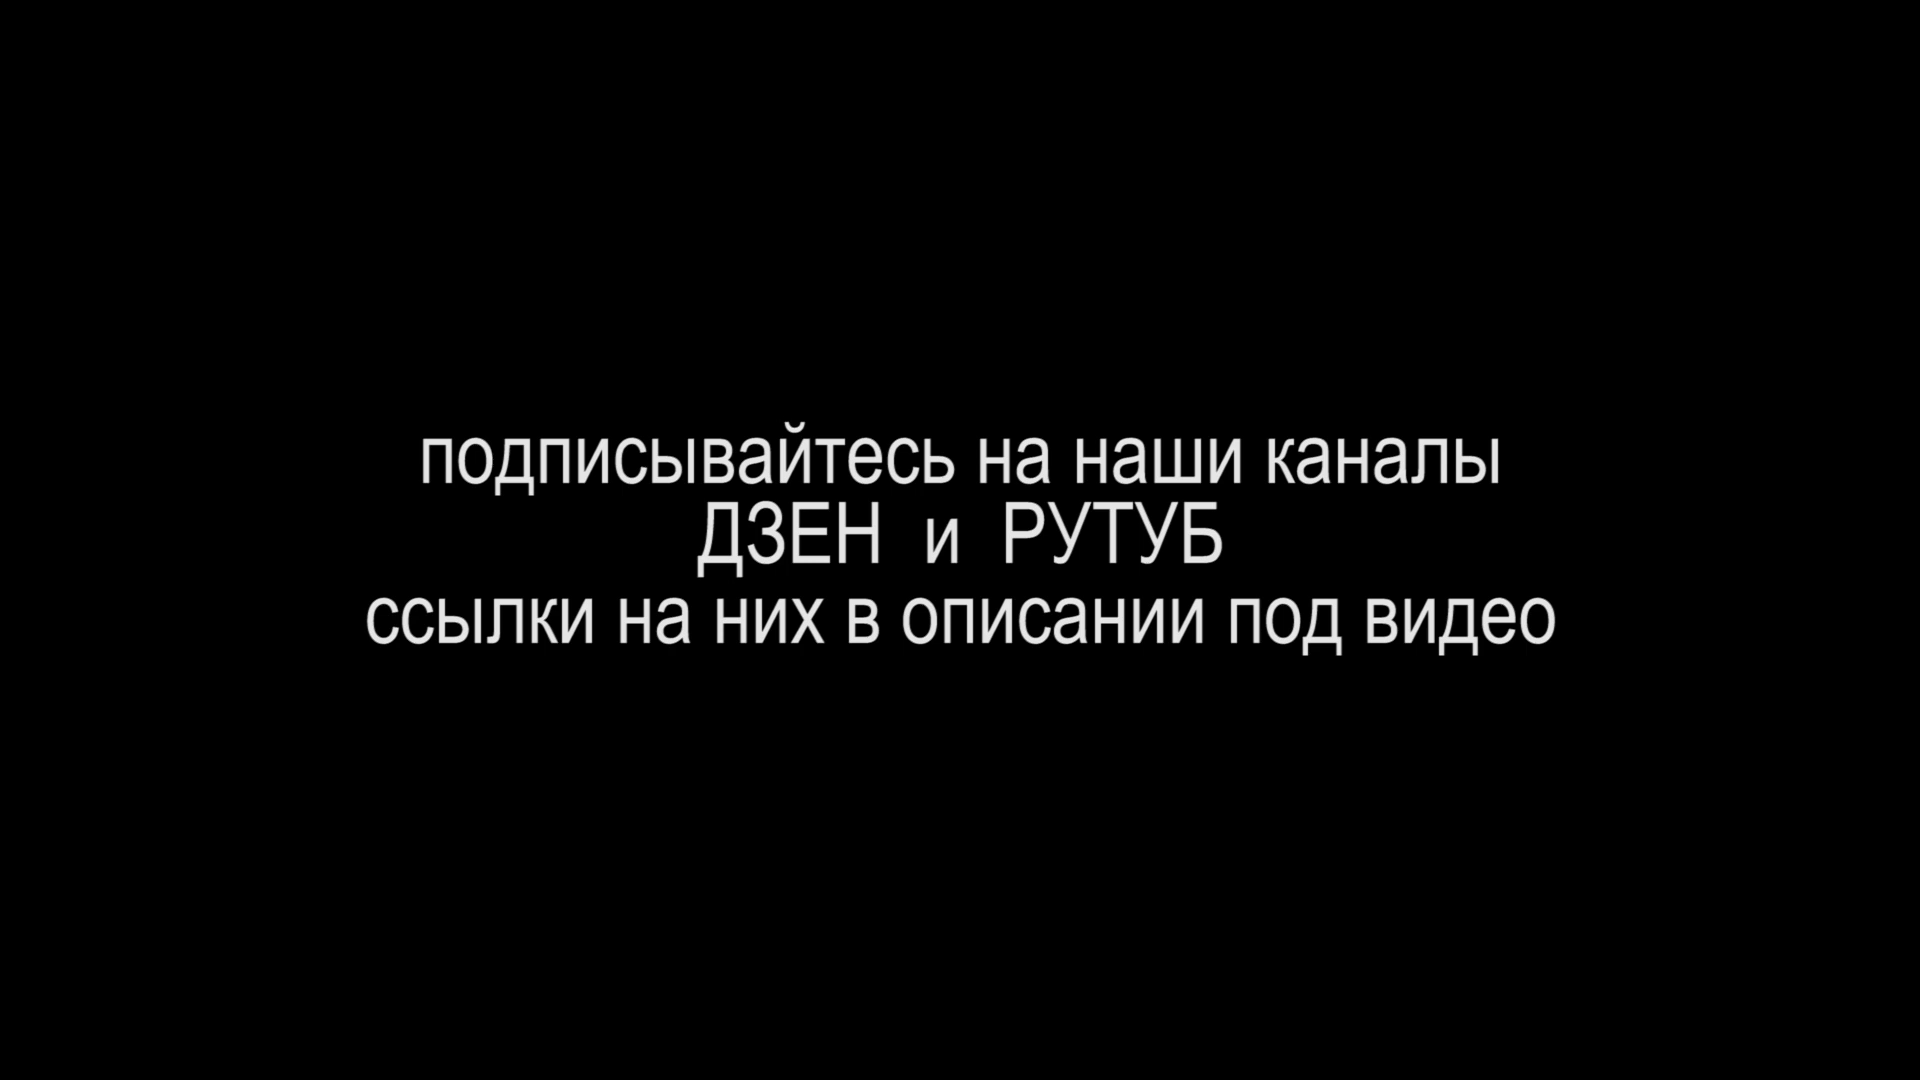 подписывайтесь на наши каналы
ДЗЕН и РУТУБ
ссылки на них в описании под видео